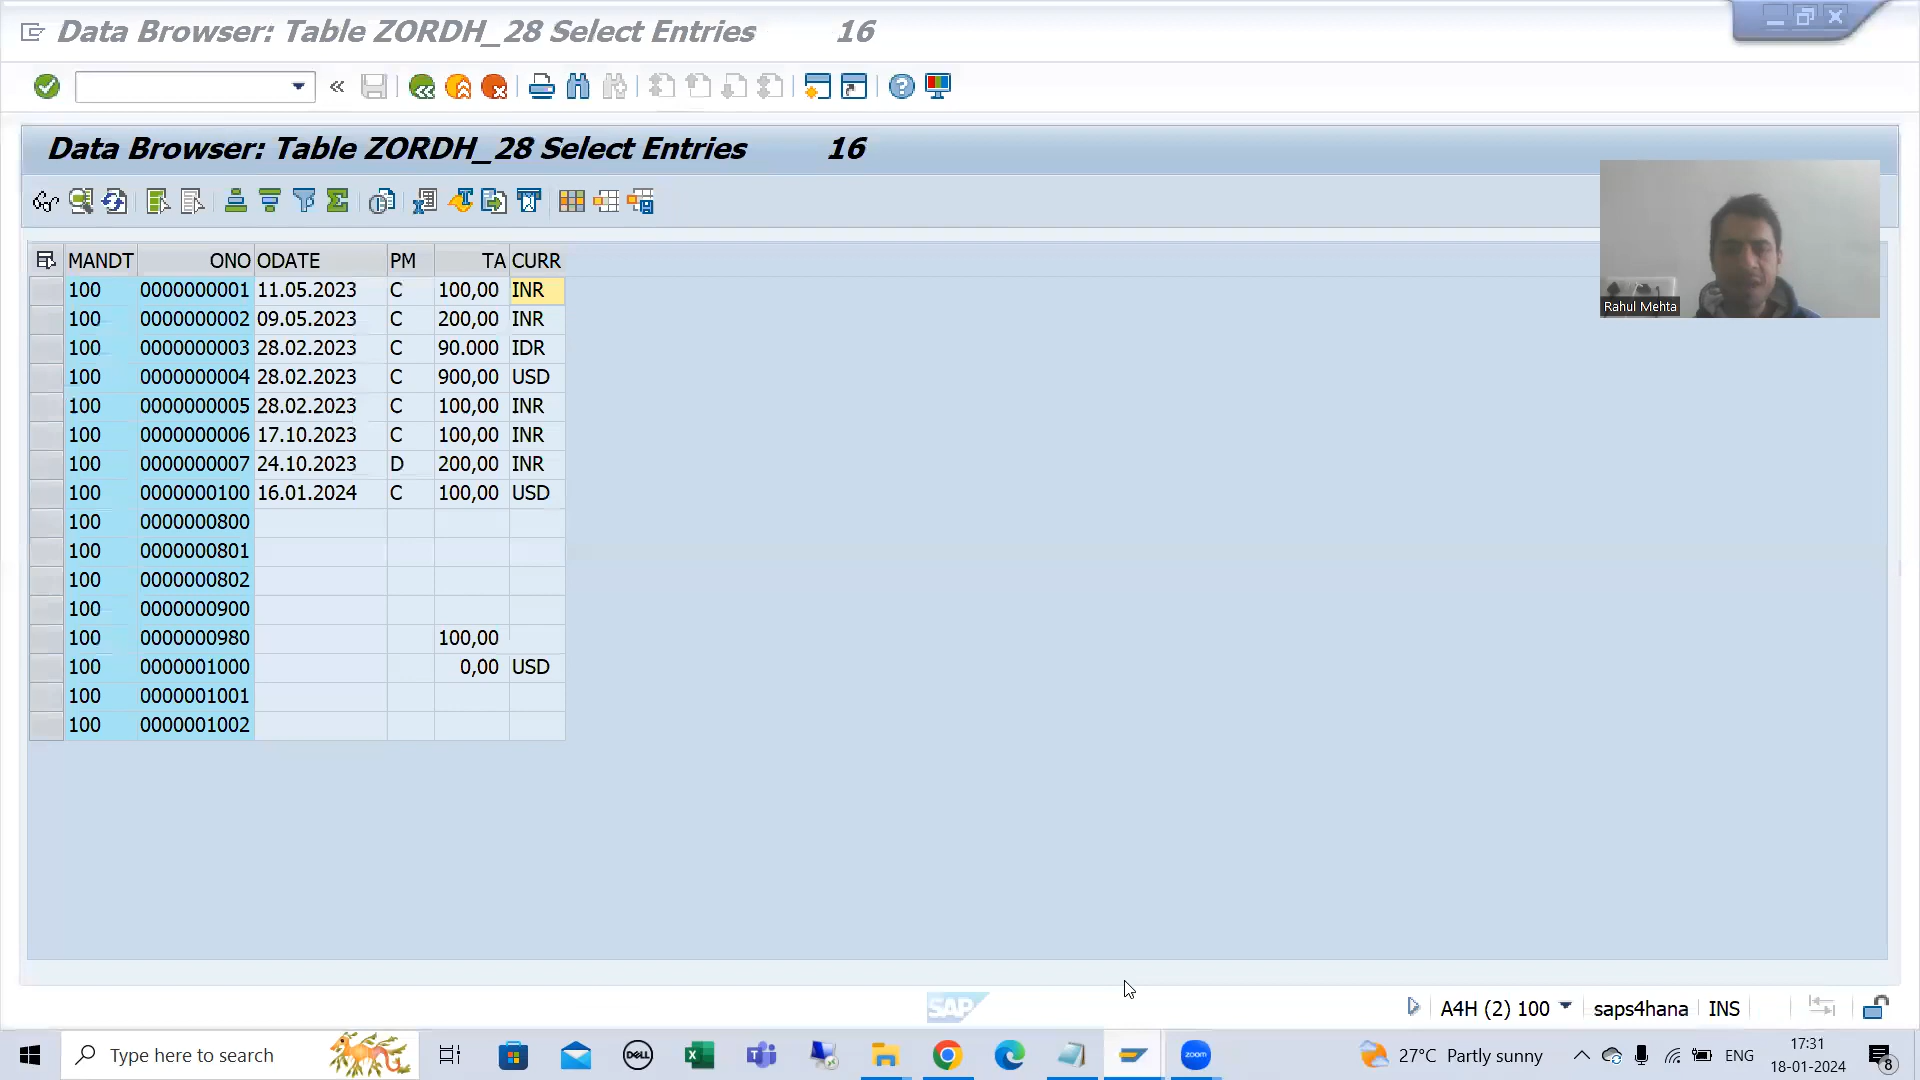 Data Browser: Table ZORDH_28 Select Entries 16
Data Browser: Table ZORDH_28 Select Entries 16
MANDT ONO ODATE PM TA CURR
100 0000000001 11.05.2023 C 100,00 INR
100 0000000002 09.05.2023 C 200,00 INR
100 0000000003 28.02.2023 C 90.000 IDR
100 0000000004 28.02.2023 C 900,00 USD
100 0000000005 28.02.2023 C 100,00 INR
100 0000000006 17.10.2023 C 100,00 INR
100 0000000007 24.10.2023 D 200,00 INR
100 0000000100 16.01.2024 C 100,00 USD
100 0000000800
100 0000000801
100 0000000802
100 0000000900
100 0000000980 100,00
100 0000001000 0,00 USD
100 0000001001
100 0000001002
Rahul Mehta
SAP
A4H (2) 100 saps4hana INS
Type here to search
DELL
zoom
27°C Partly sunny
ENG
17:31
18-01-2024
8